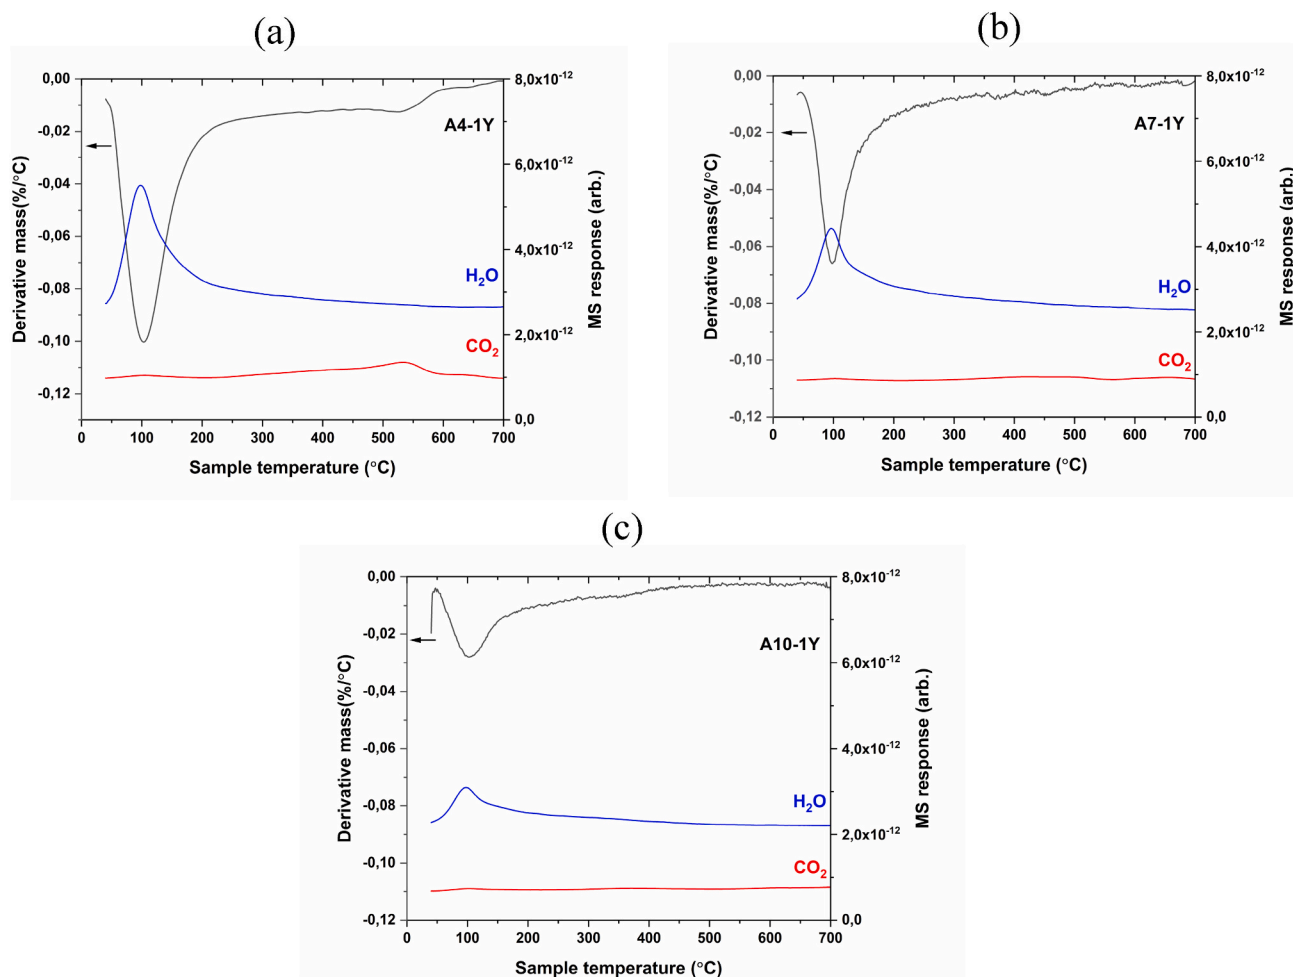 (a)
0,00
-0,02
-0,04
-0,06
-0,08
-0,10
-0,12
Derivative mass(%/°C)
A4-1Y
H₂O
CO₂
8,0x10⁻¹²
6,0x10⁻¹²
4,0x10⁻¹²
2,0x10⁻¹²
0,0
MS response (arb.)
0 100 200 300 400 500 600 700
Sample temperature (°C)
(b)
0,00
-0,02
-0,04
-0,06
-0,08
-0,10
-0,12
Derivative mass(%/°C)
A7-1Y
H₂O
CO₂
8,0x10⁻¹²
6,0x10⁻¹²
4,0x10⁻¹²
2,0x10⁻¹²
0,0
MS response (arb.)
0 100 200 300 400 500 600 700
Sample temperature (°C)
(c)
0,00
-0,02
-0,04
-0,06
-0,08
-0,10
-0,12
Derivative mass(%/°C)
A10-1Y
H₂O
CO₂
8,0x10⁻¹²
6,0x10⁻¹²
4,0x10⁻¹²
2,0x10⁻¹²
0,0
MS response (arb.)
0 100 200 300 400 500 600 700
Sample temperature (°C)